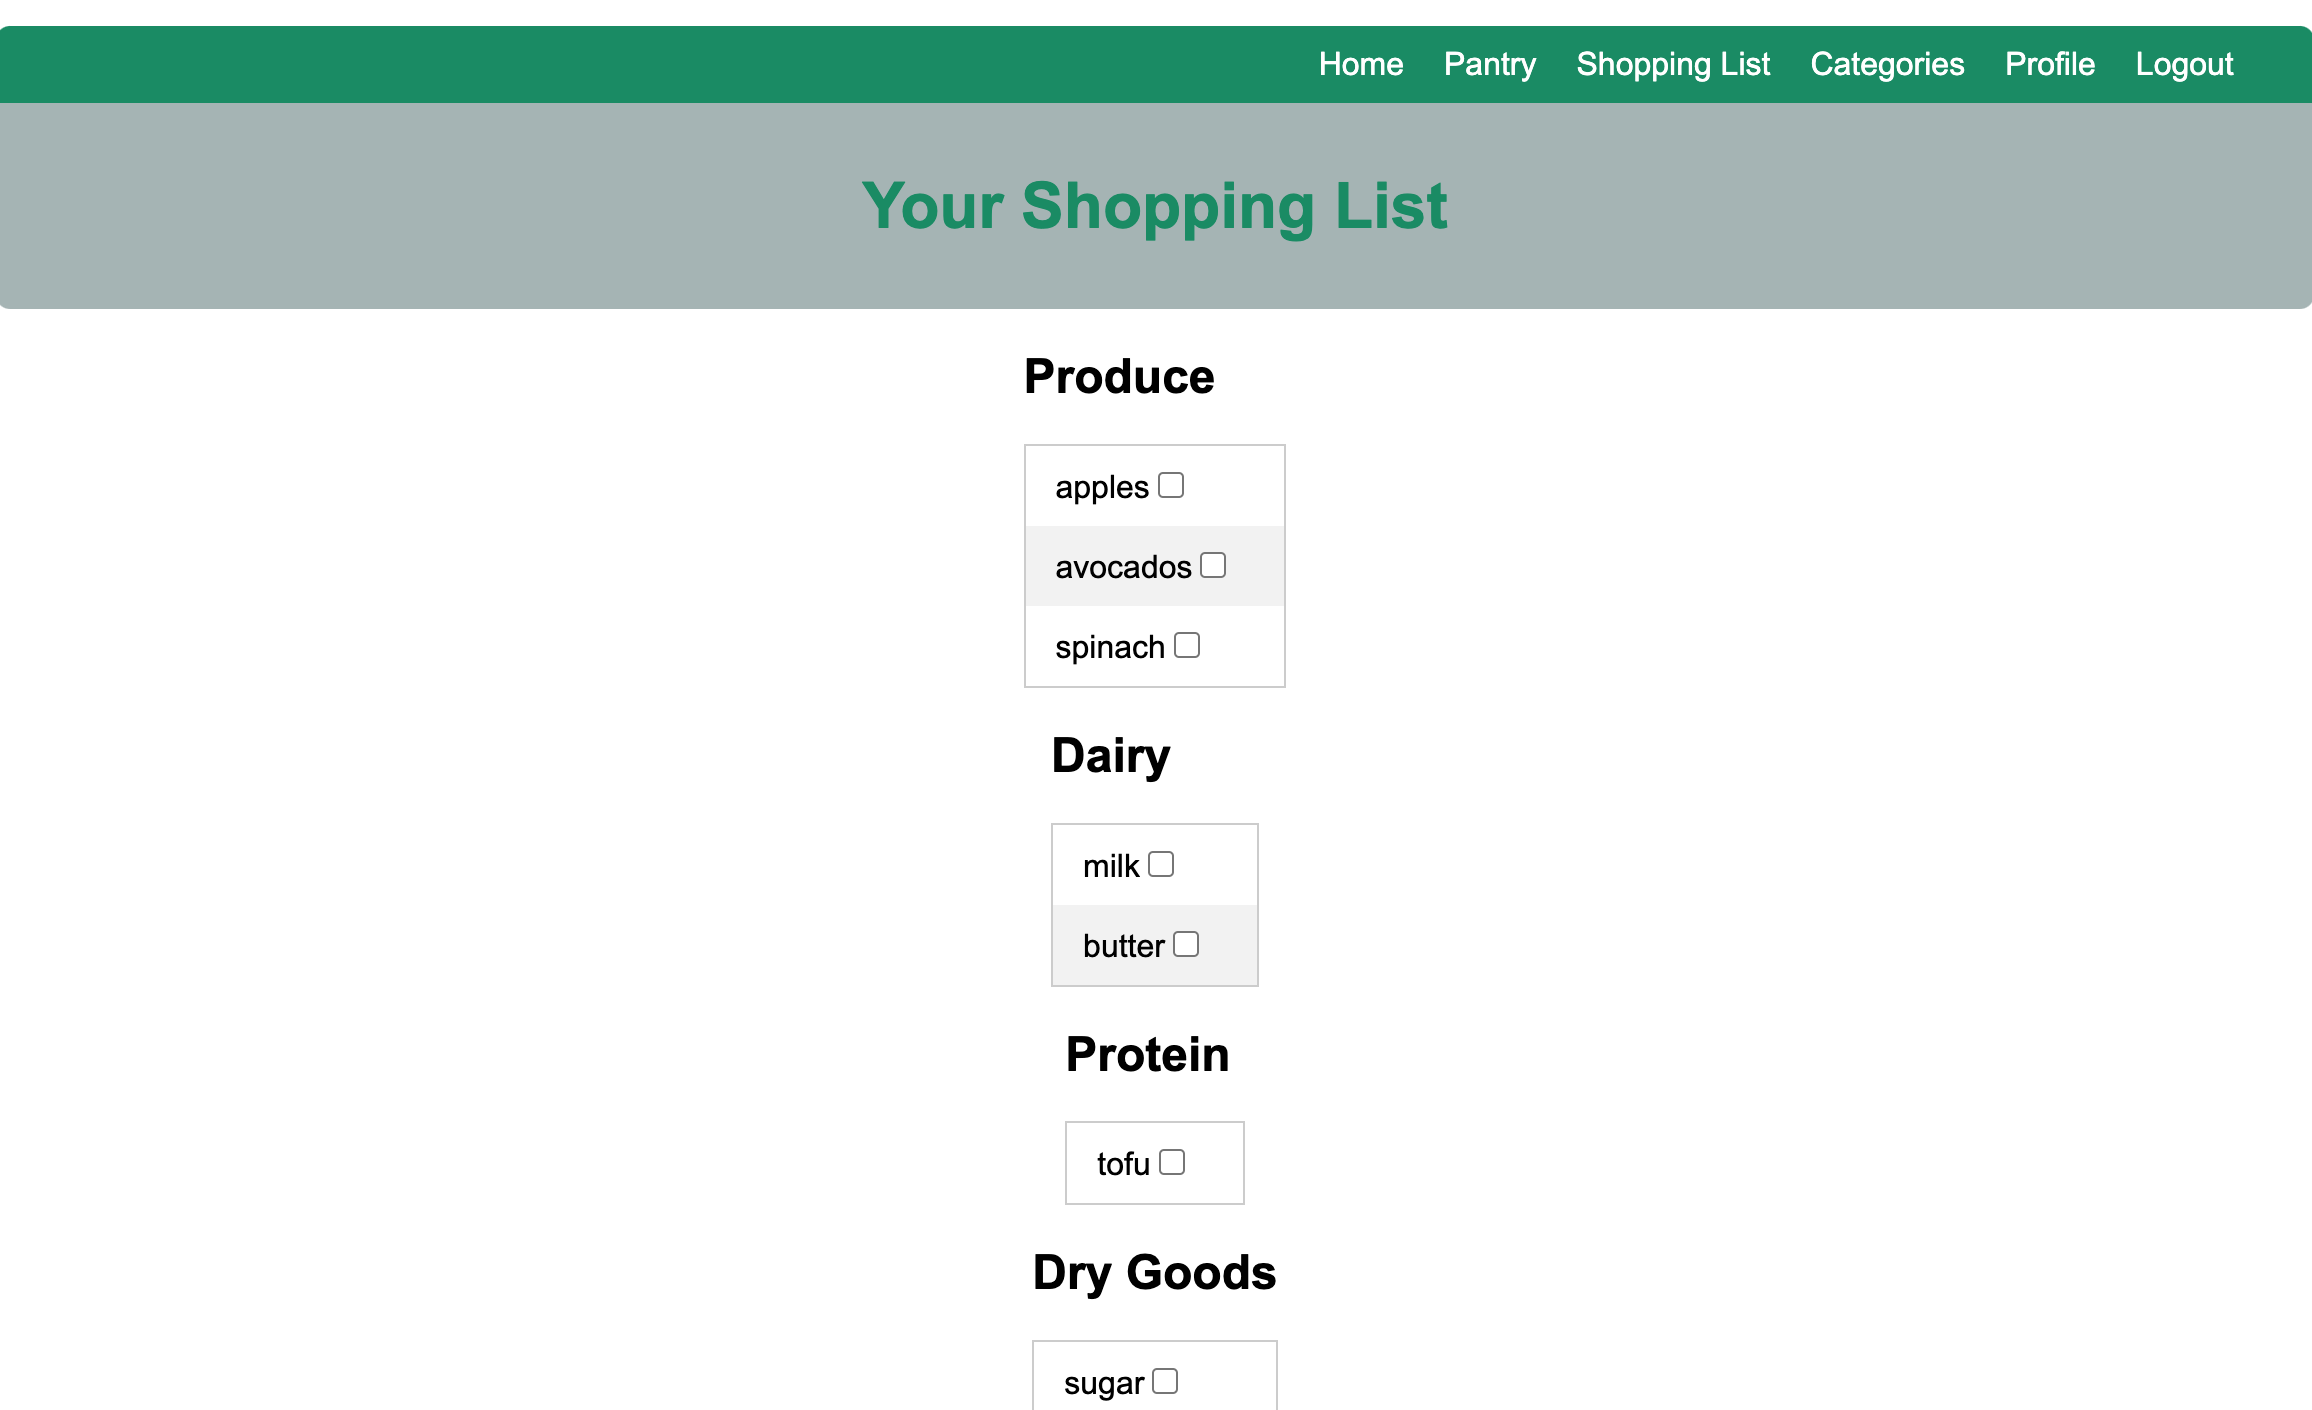 Home Pantry Shopping List Categories Profile Logout
Your Shopping List
Produce
apples
avocados
spinach
Dairy
milk
butter
Protein
tofu
Dry Goods
sugar